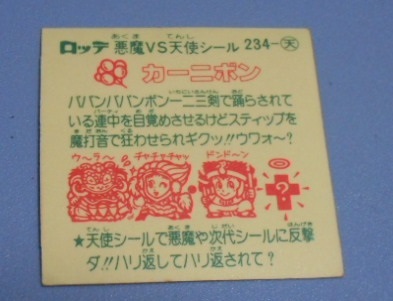 ロッテ 悪魔VS天使シール 234-天
カーニボン
ババンババンボン一二三剣で踊らされて
いる連中を目覚めさせるけどスティップを
魔打音で狂わせられギクッ!!ウワォ〜?
ウ〜ラ〜 チャチャチャッ ドンド〜ン
?
★天使シールで悪魔や次代シールに反撃
ダ!!ハリ返してハリ返されて?